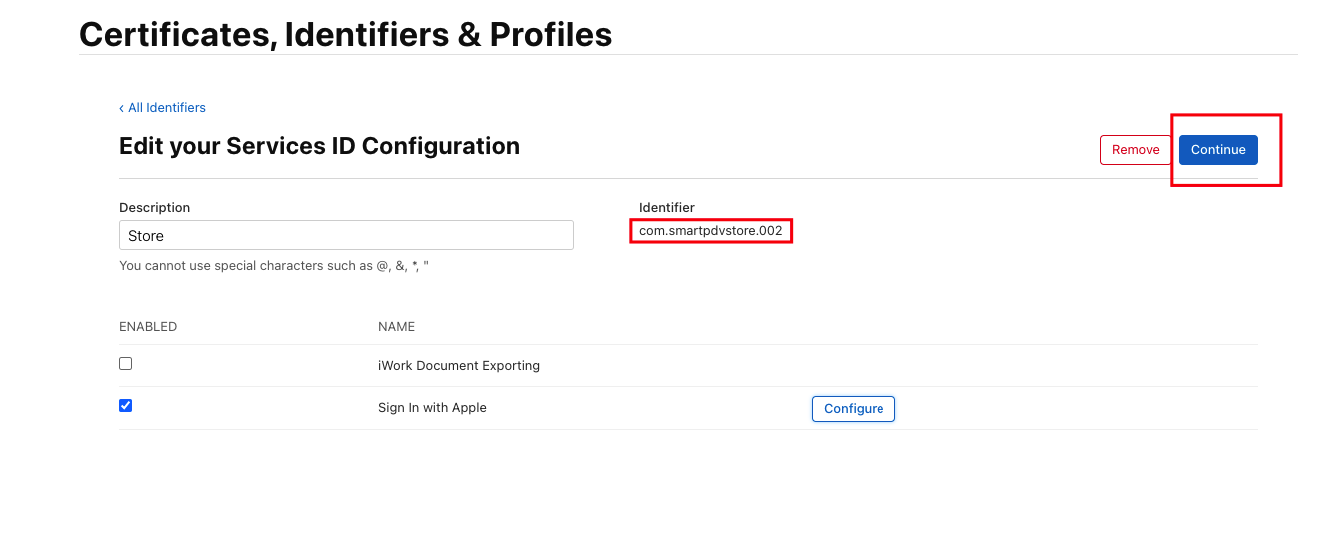 Certificates, Identifiers & Profiles
‹ All Identifiers
Edit your Services ID Configuration
Remove
Continue
Description
Identifier
Store
com.smartpdvstore.002
You cannot use special characters such as @, &, *, "
ENABLED
NAME
iWork Document Exporting
Sign In with Apple
Configure